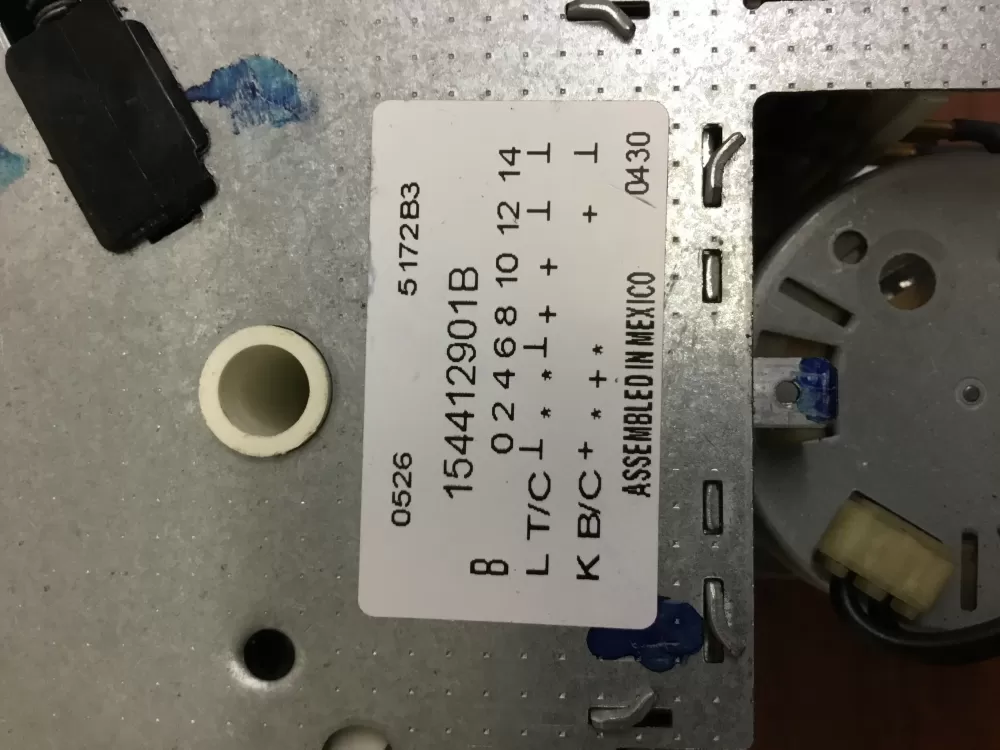 0526 5172B3
154412901B
B 0 2 4 6 8 10 12 14
L T/C ⊢ * * ⊢ + + ⊢ ⊢
K B/C + * + * + ⊢
ASSEMBLED IN MEXICO /0430